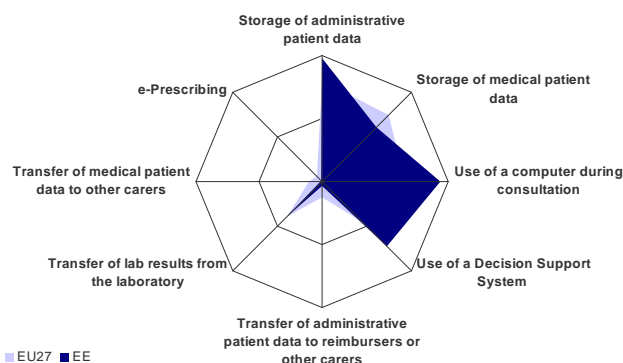 Storage of administrative
patient data
Storage of medical patient
data
Use of a computer during
consultation
Use of a Decision Support
System
Transfer of administrative
patient data to reimbursers or
other carers
Transfer of lab results from
the laboratory
Transfer of medical patient
data to other carers
e-Prescribing
EU27 EE